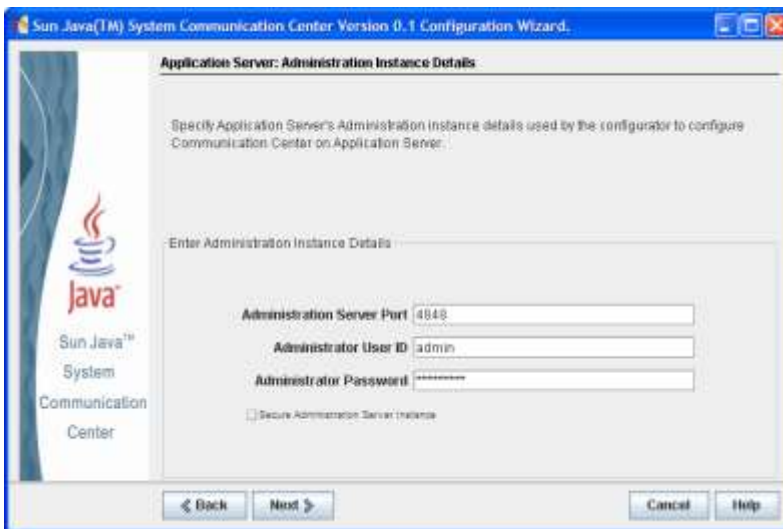 Sun Java(TM) System Communication Center Version 0.1 Configuration Wizard.
Application Server: Administration Instance Details
Specify Application Server's Administration instance details used by the configurator to configure
Communication Center on Application Server.
Enter Administration Instance Details
Administration Server Port 4848
Administrator User ID admin
Administrator Password *********
Secure Administration Server Instance
Java™
Sun Java™
System
Communication
Center
Back Next Cancel Help